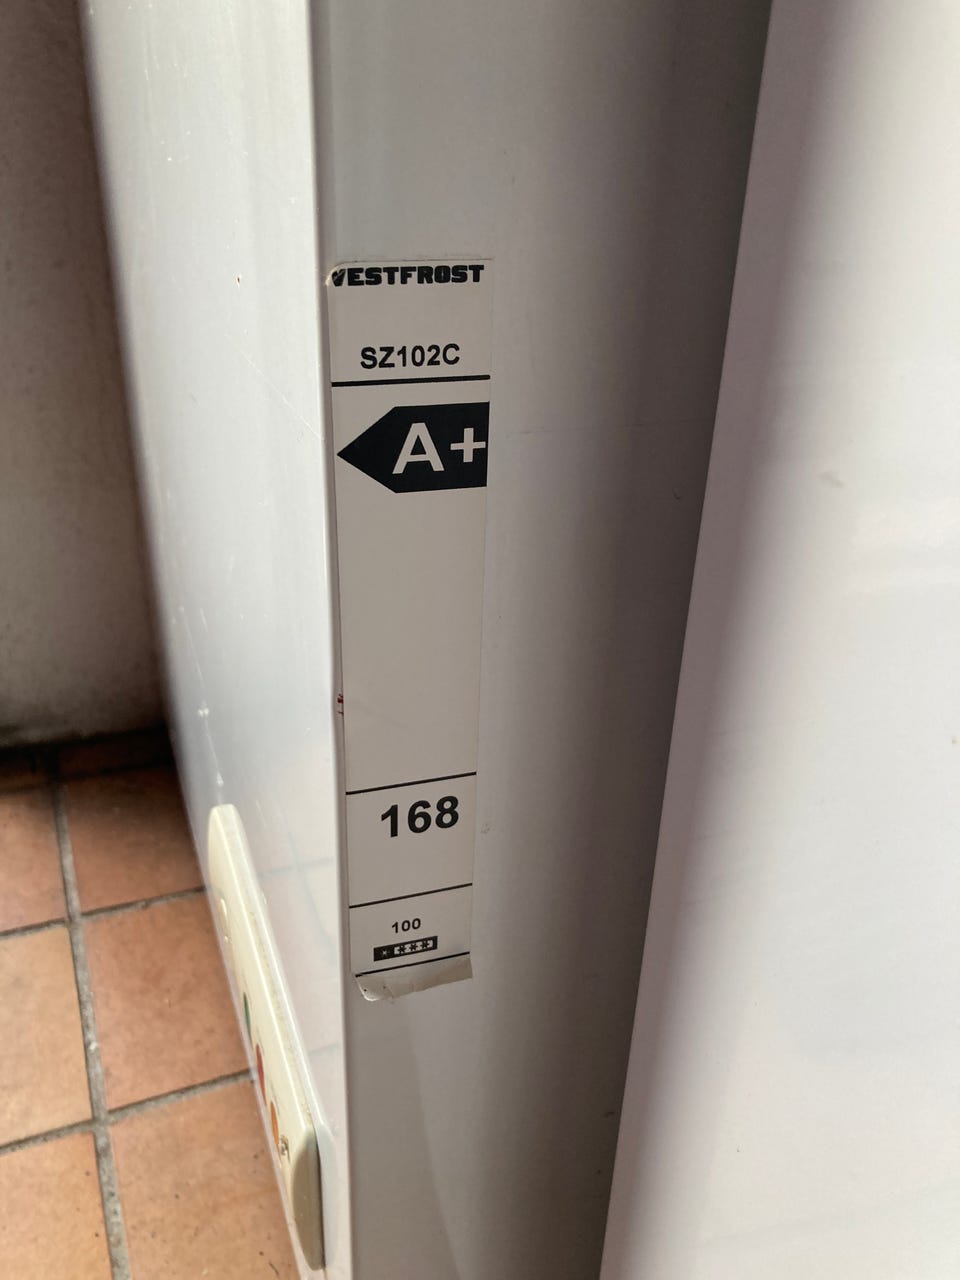 VESTFROST
SZ102C
A+
168
100